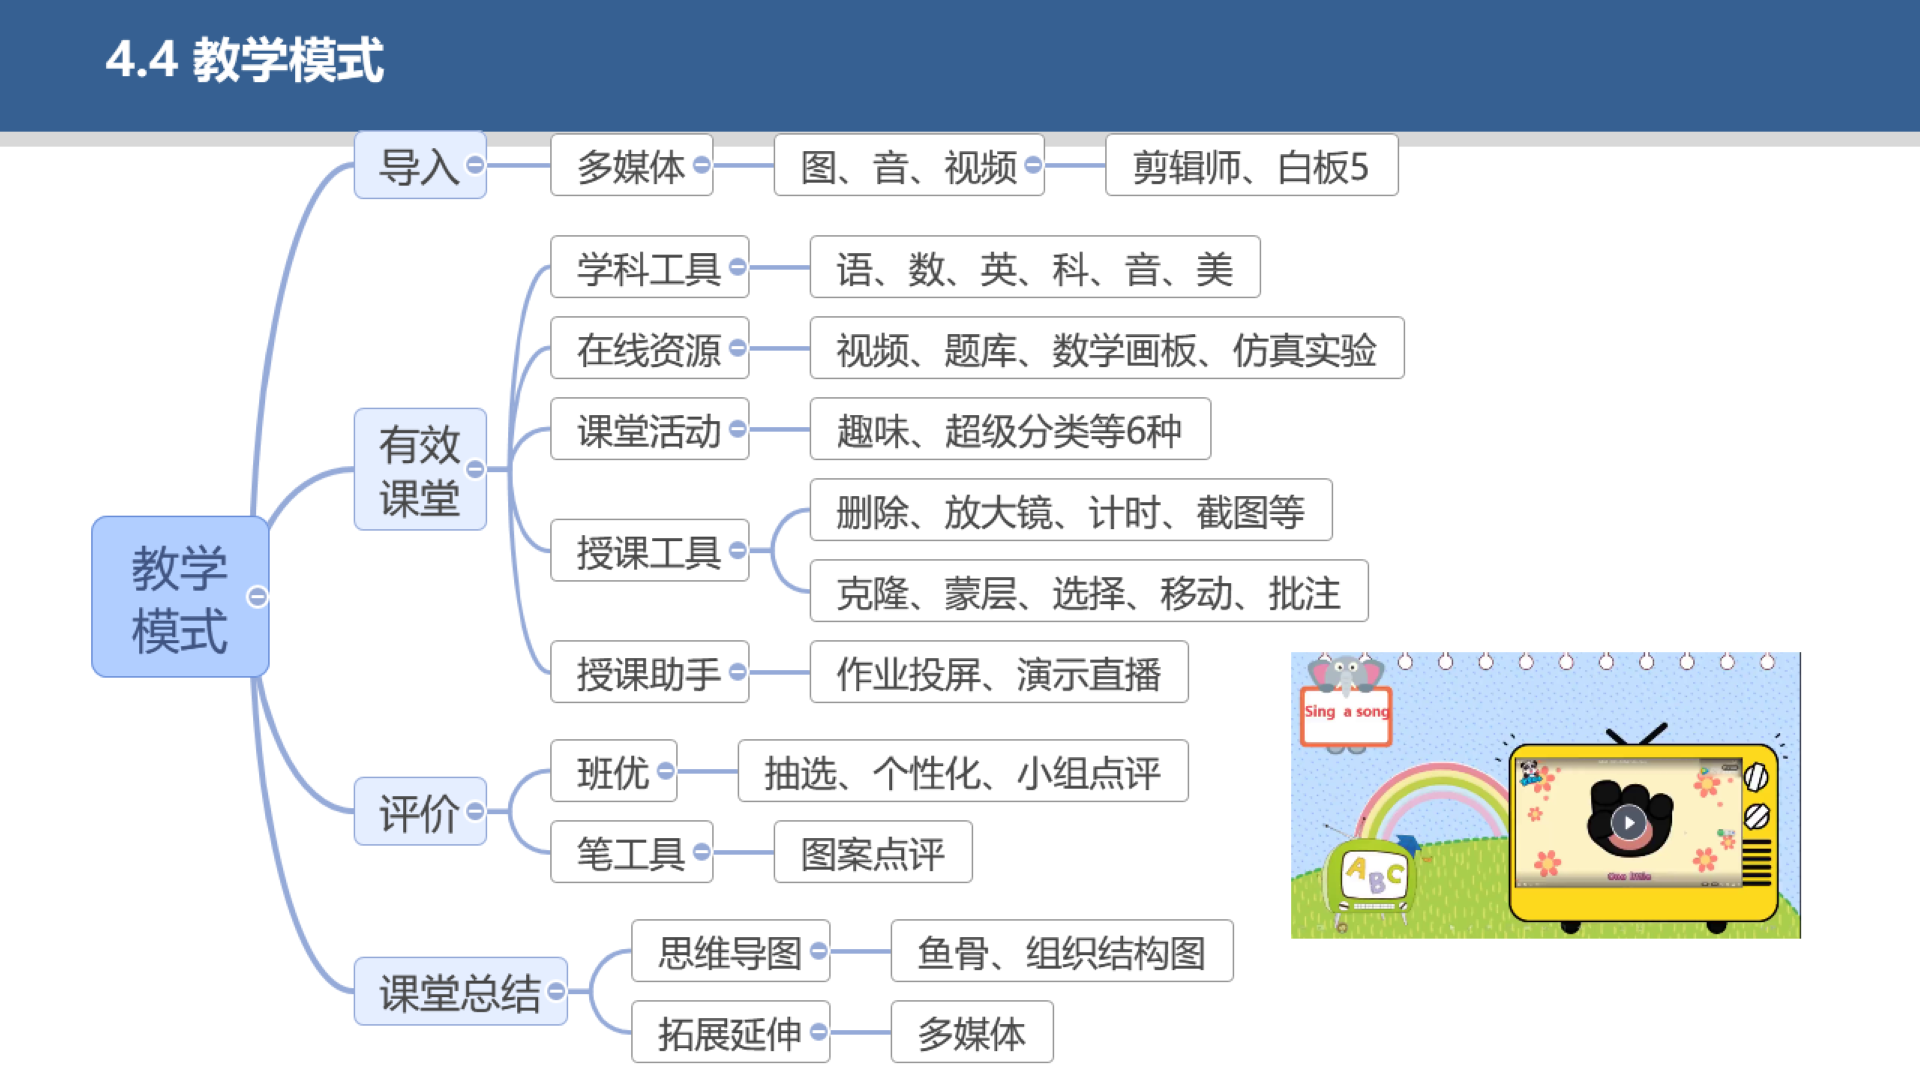 4.4 教学模式
导入
多媒体
图、音、视频
剪辑师、白板5
学科工具
语、数、英、科、音、美
在线资源
视频、题库、数学画板、仿真实验
有效
课堂
课堂活动
趣味、超级分类等6种
授课工具
删除、放大镜、计时、截图等
克隆、蒙层、选择、移动、批注
教学
模式
授课助手
作业投屏、演示直播
评价
班优
抽选、个性化、小组点评
笔工具
图案点评
课堂总结
思维导图
鱼骨、组织结构图
拓展延伸
多媒体
Sing a song
ABC
One little